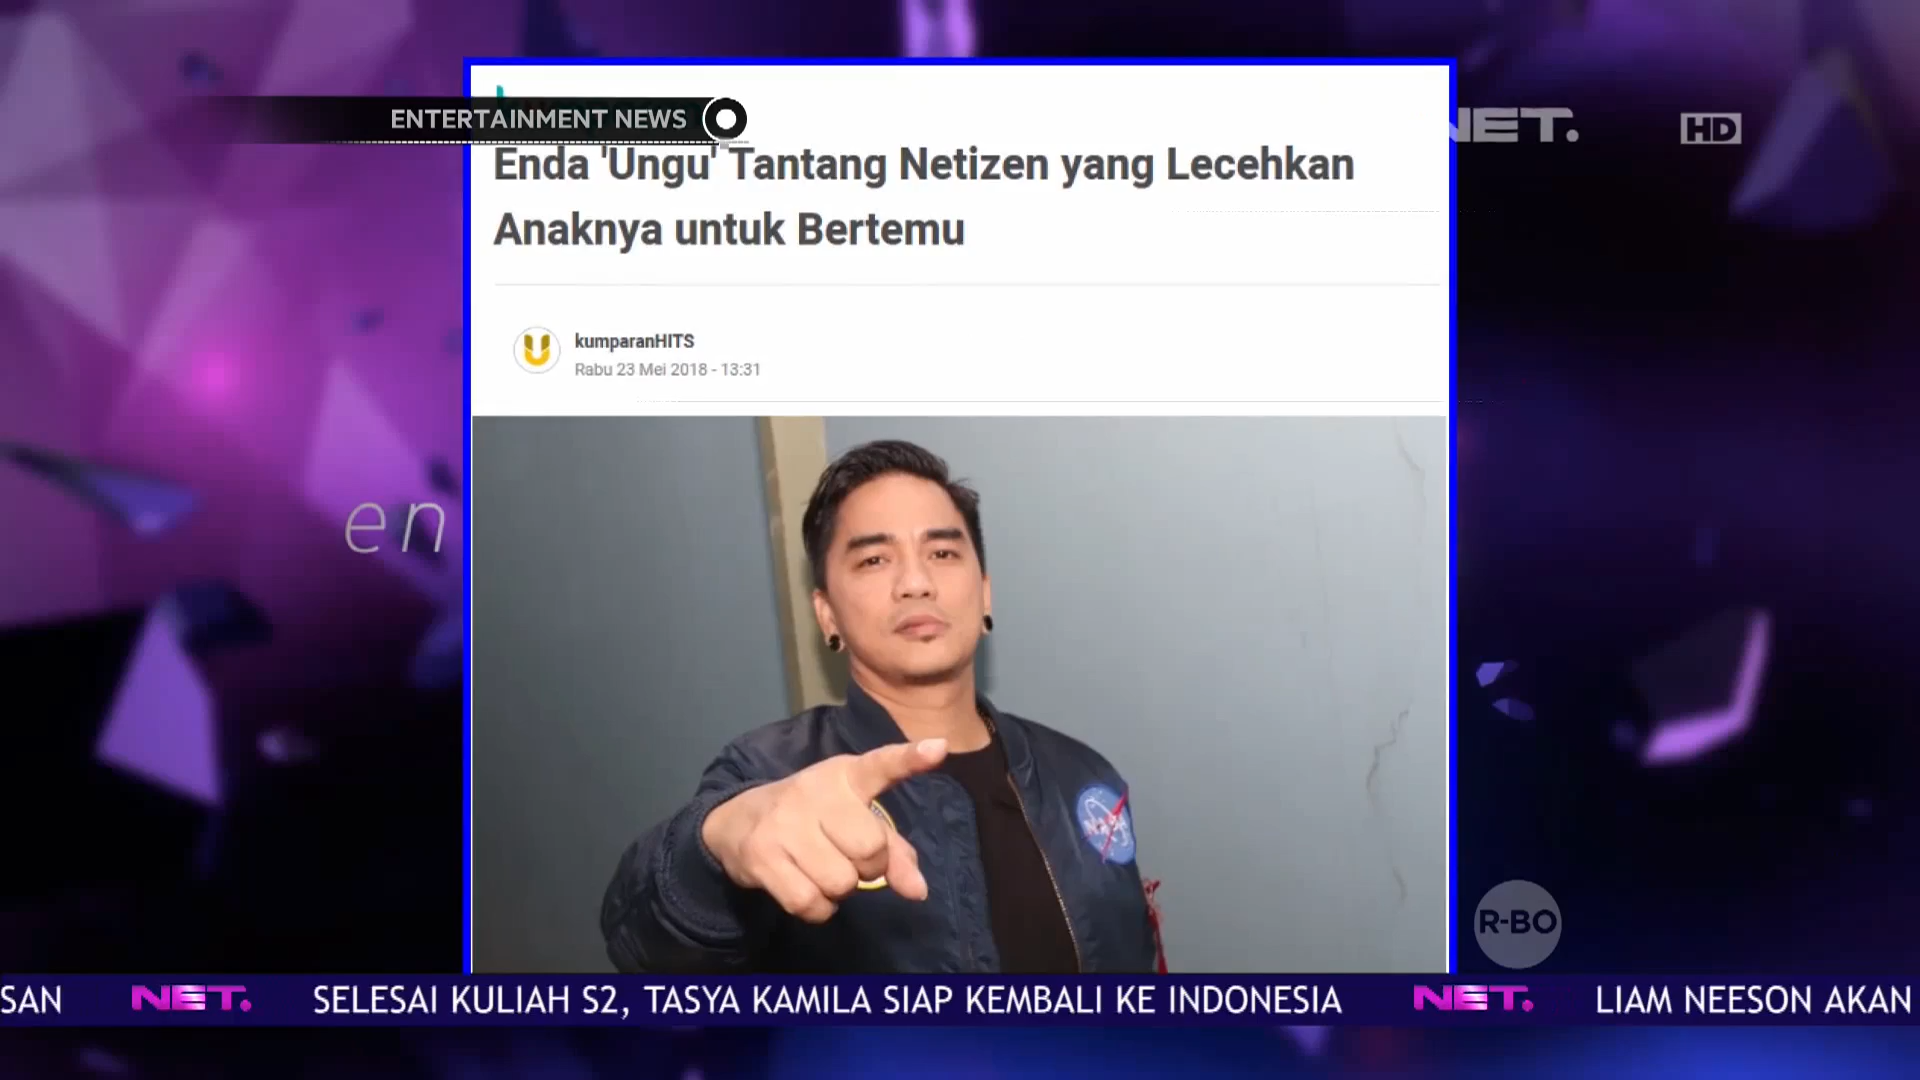 ENTERTAINMENT NEWS
NET.
HD
Enda 'Ungu' Tantang Netizen yang Lecehkan
Anaknya untuk Bertemu
kumparanHITS
Rabu 23 Mei 2018 - 13:31
en
NASA
R-BO
SAN NET. SELESAI KULIAH S2, TASYA KAMILA SIAP KEMBALI KE INDONESIA NET. LIAM NEESON AKAN